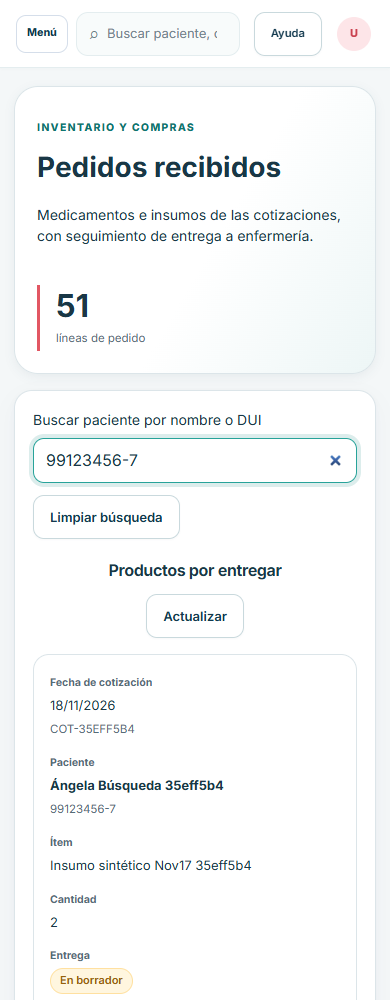 Menú
Buscar paciente, c
Ayuda
U
INVENTARIO Y COMPRAS
Pedidos recibidos
Medicamentos e insumos de las cotizaciones,
con seguimiento de entrega a enfermería.
51
líneas de pedido
Buscar paciente por nombre o DUI
99123456-7
Limpiar búsqueda
Productos por entregar
Actualizar
Fecha de cotización
18/11/2026
COT-35EFF5B4
Paciente
Ángela Búsqueda 35eff5b4
99123456-7
Ítem
Insumo sintético Nov17 35eff5b4
Cantidad
2
Entrega
En borrador